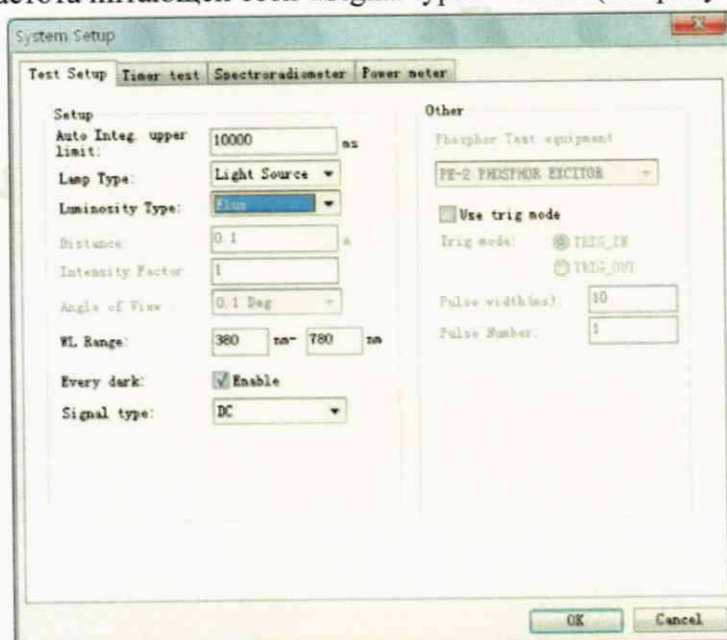 System Setup
Test Setup Timer test Spectroradiometer Power meter
Setup
Auto Integ. upper limit: 10000 ms
Lamp Type: Light Source
Luminosity Type: Flux
Distance: 0.1 m
Intensity Factor 1
Angle of View : 0.1 Deg
WL Range: 380 nm- 780 nm
Every dark: Enable
Signal type: DC
Other
Phosphor Test equipment
PE-2 PHOSPHOR EXCITOR
Use trig mode
Trig mode: TRIG_IN
TRIG_OUT
Pulse width(ms): 10
Pulse Number: 1
OK Cancel